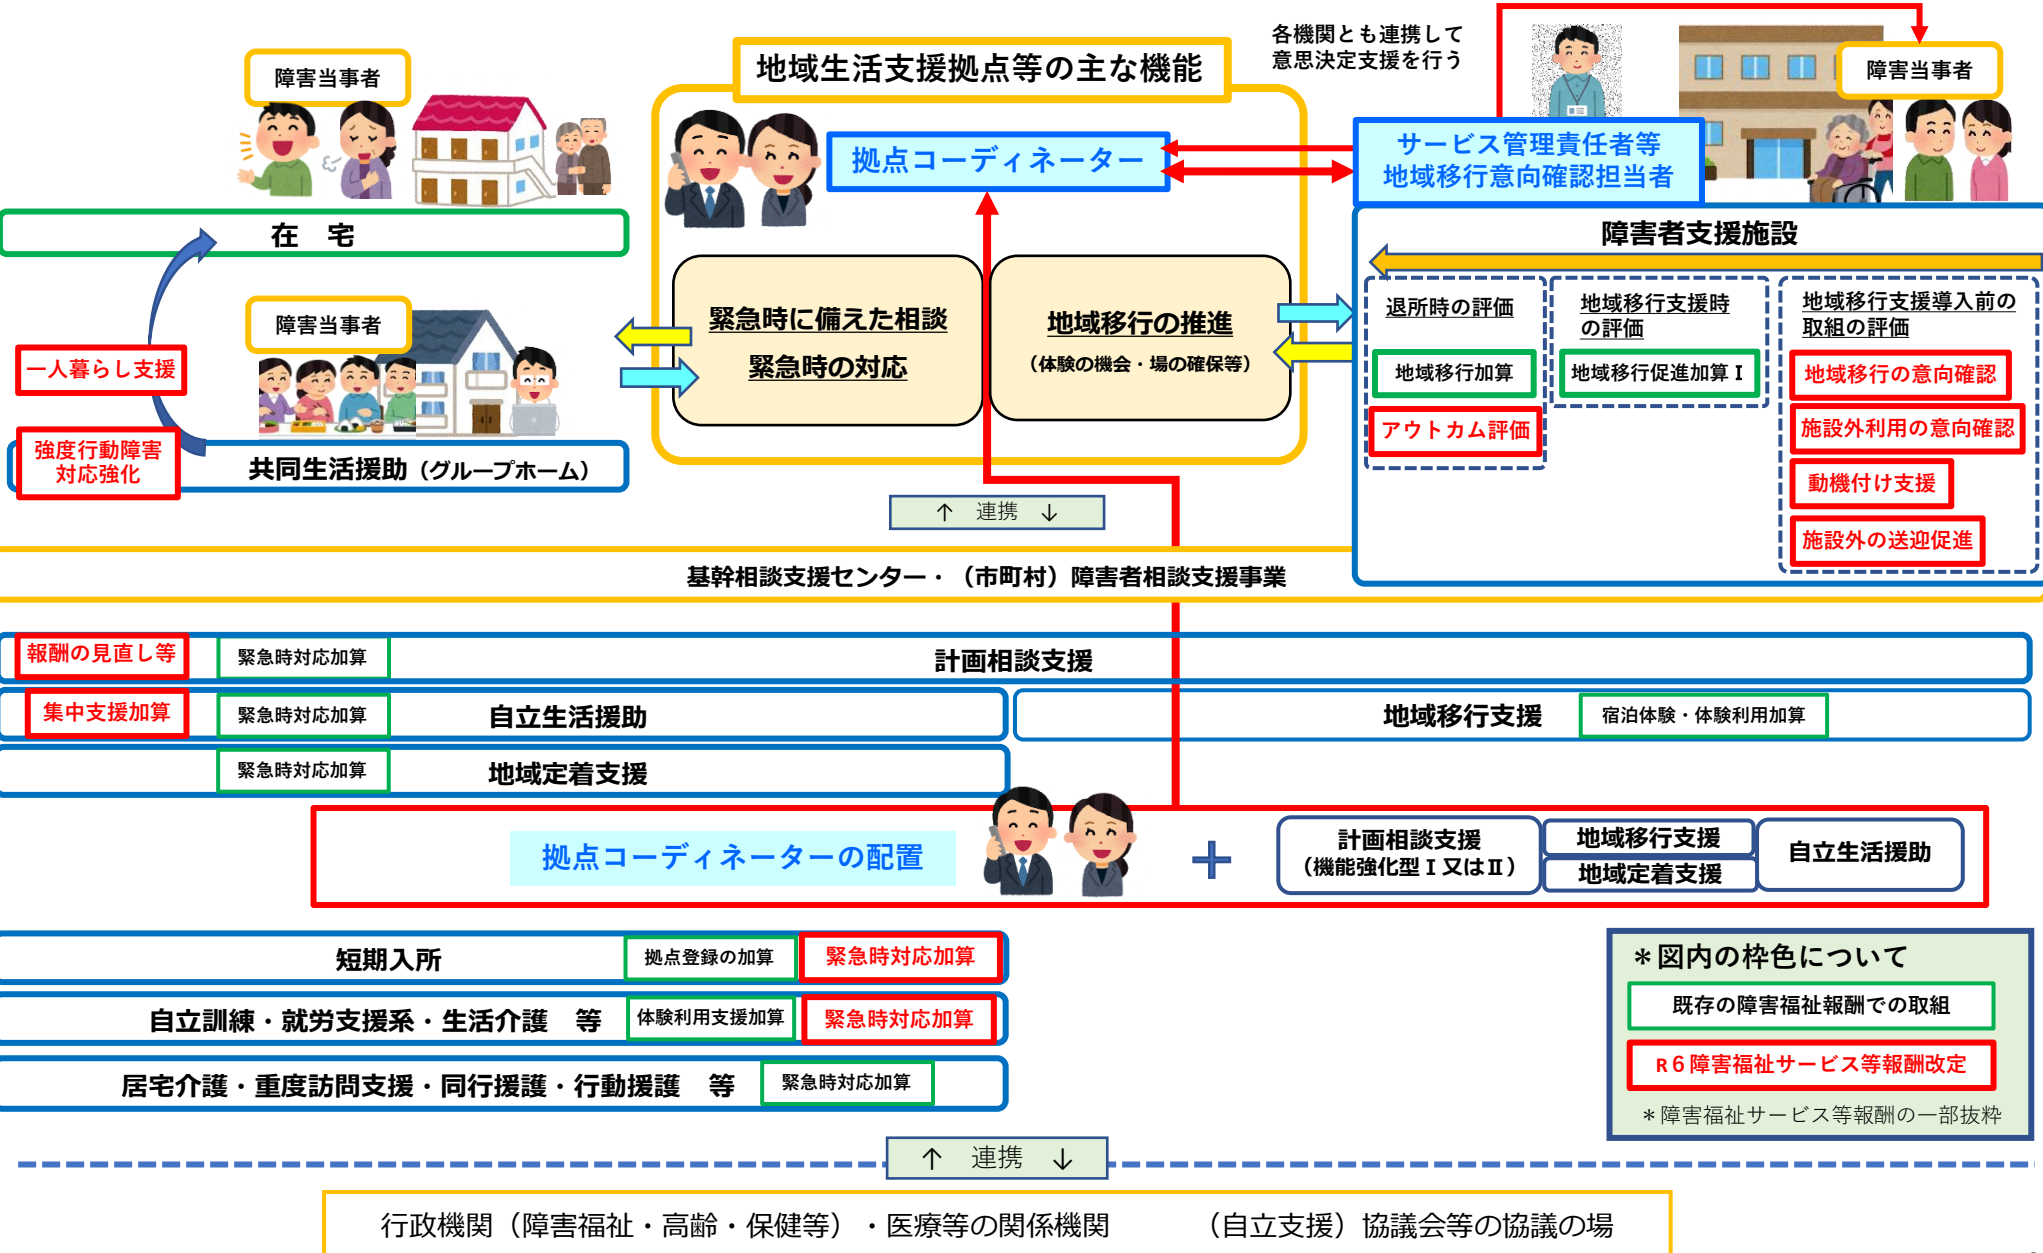 地域生活支援拠点等の主な機能
各機関とも連携して
意思決定支援を行う
障害当事者
障害当事者
拠点コーディネーター
サービス管理責任者等
地域移行意向確認担当者
在　宅
障害者支援施設
障害当事者
緊急時に備えた相談
緊急時の対応
地域移行の推進
（体験の機会・場の確保等）
退所時の評価
地域移行加算
アウトカム評価
地域移行支援時
の評価
地域移行促進加算Ⅰ
地域移行支援導入前の
取組の評価
地域移行の意向確認
施設外利用の意向確認
動機付け支援
施設外の送迎促進
一人暮らし支援
強度行動障害
対応強化
共同生活援助（グループホーム）
↑　連携　↓
基幹相談支援センター・（市町村）障害者相談支援事業
報酬の見直し等　緊急時対応加算　計画相談支援
集中支援加算　緊急時対応加算　自立生活援助
地域移行支援　宿泊体験・体験利用加算
緊急時対応加算　地域定着支援
拠点コーディネーターの配置
＋
計画相談支援
（機能強化型Ⅰ又はⅡ）
地域移行支援
地域定着支援
自立生活援助
短期入所　拠点登録の加算　緊急時対応加算
自立訓練・就労支援系・生活介護　等　体験利用支援加算　緊急時対応加算
居宅介護・重度訪問支援・同行援護・行動援護　等　緊急時対応加算
＊図内の枠色について
既存の障害福祉報酬での取組
R６障害福祉サービス等報酬改定
＊障害福祉サービス等報酬の一部抜粋
↑　連携　↓
行政機関（障害福祉・高齢・保健等）・医療等の関係機関　（自立支援）協議会等の協議の場